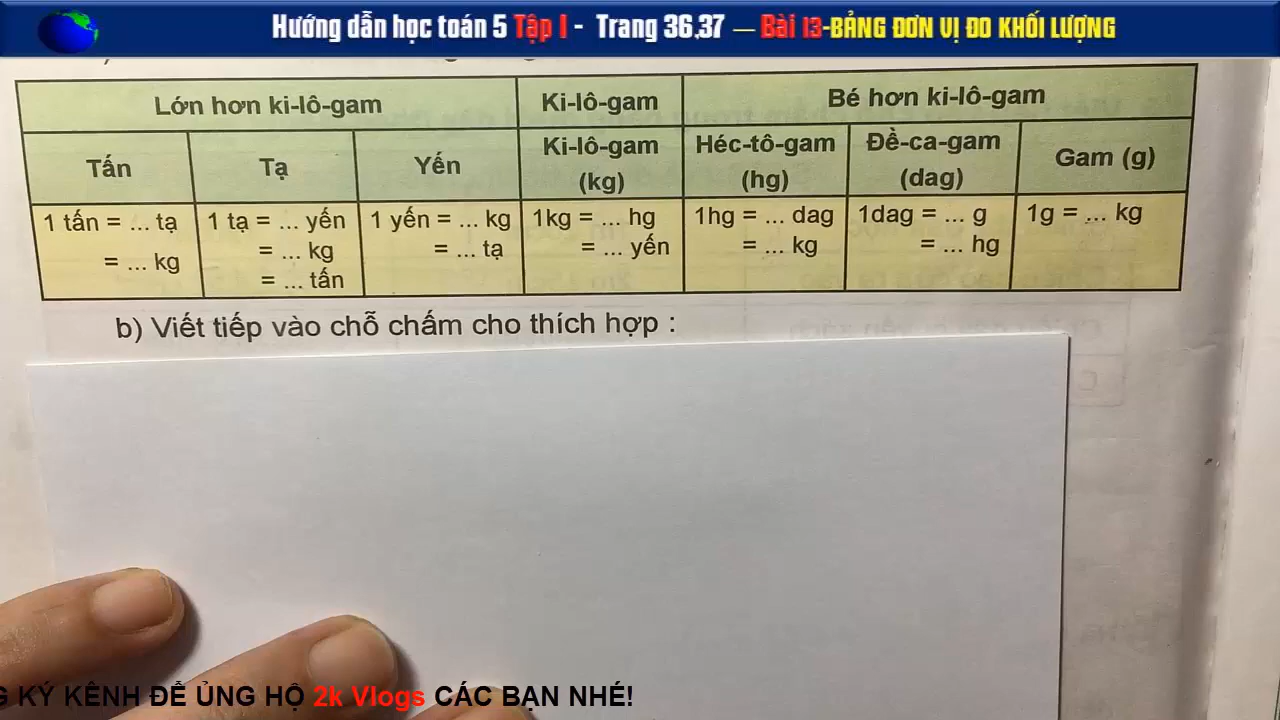 Hướng dẫn học toán 5 Tập 1 - Trang 36,37 — Bài 13-BẢNG ĐƠN VỊ ĐO KHỐI LƯỢNG
Lớn hơn ki-lô-gam Ki-lô-gam Bé hơn ki-lô-gam
Tấn Tạ Yến Ki-lô-gam (kg) Héc-tô-gam (hg) Đề-ca-gam (dag) Gam (g)
1 tấn = ... tạ
= ... kg
1 tạ = ... yến
= ... kg
= ... tấn
1 yến = ... kg
= ... tạ
1kg = ... hg
= ... yến
1hg = ... dag
= ... kg
1dag = ... g
= ... hg
1g = ... kg
b) Viết tiếp vào chỗ chấm cho thích hợp :
KÝ KÊNH ĐỄ ỦNG HỘ 2k Vlogs CÁC BẠN NHÉ!